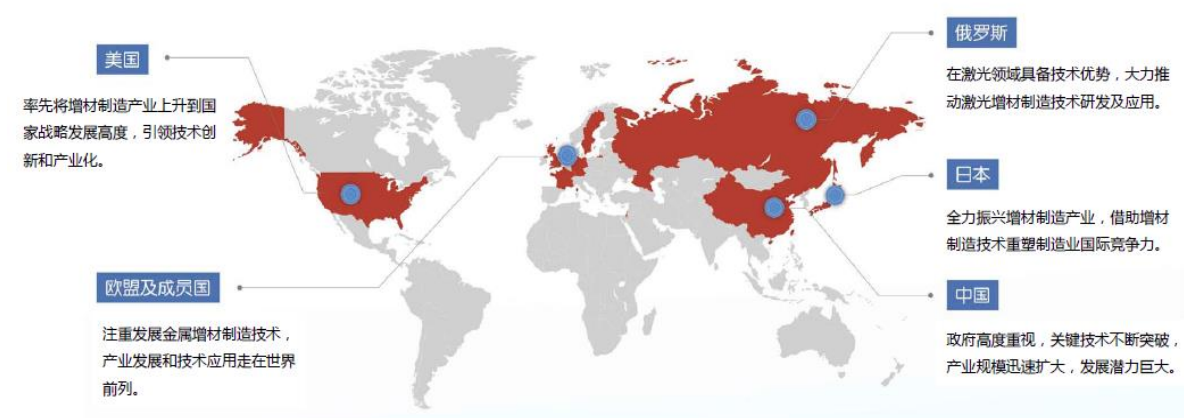 美国
率先将增材制造产业上升到国
家战略发展高度，引领技术创
新和产业化。
欧盟及成员国
注重发展金属增材制造技术，
产业发展和技术应用走在世界
前列。
俄罗斯
在激光领域具备技术优势，大力推
动激光增材制造技术研发及应用。
日本
全力振兴增材制造产业，借助增材
制造技术重塑制造业国际竞争力。
中国
政府高度重视，关键技术不断突破，
产业规模迅速扩大，发展潜力巨大。